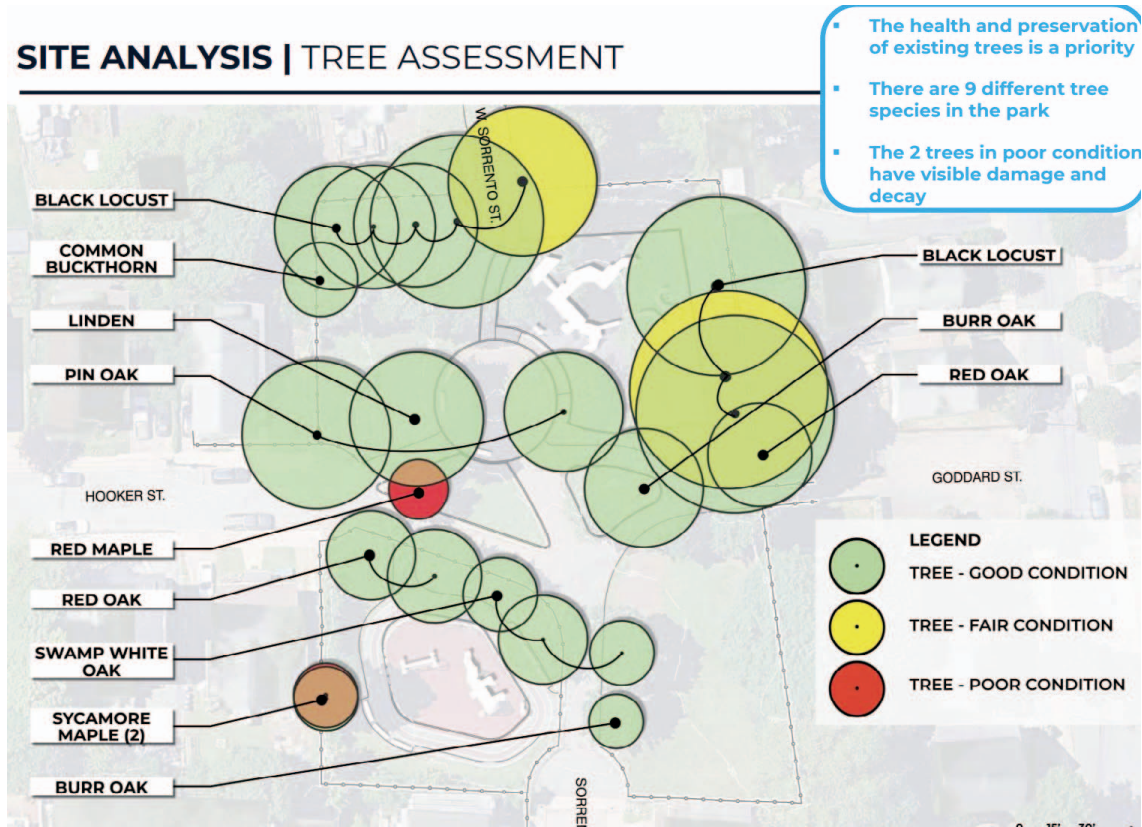 SITE ANALYSIS | TREE ASSESSMENT
▪ The health and preservation
of existing trees is a priority
▪ There are 9 different tree
species in the park
▪ The 2 trees in poor condition
have visible damage and
decay
W. SORRENTO ST.
BLACK LOCUST
COMMON
BUCKTHORN
LINDEN
PIN OAK
HOOKER ST.
RED MAPLE
RED OAK
SWAMP WHITE
OAK
SYCAMORE
MAPLE (2)
BURR OAK
BLACK LOCUST
BURR OAK
RED OAK
GODDARD ST.
LEGEND
TREE - GOOD CONDITION
TREE - FAIR CONDITION
TREE - POOR CONDITION